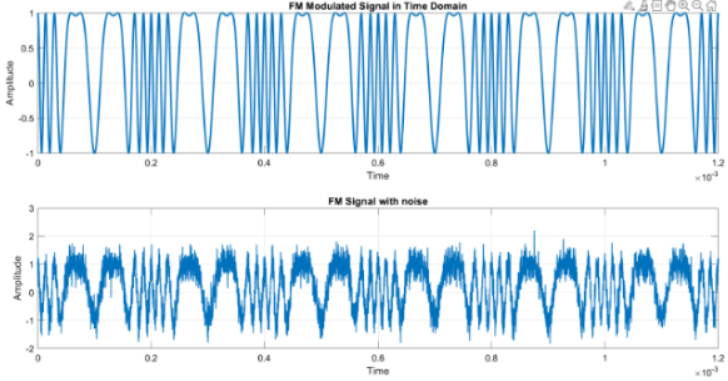 FM Modulated Signal in Time Domain
1
0.5
0
-0.5
-1
Amplitude
0 0.2 0.4 0.6 0.8 1 1.2
Time
×10⁻³
FM Signal with noise
3
2
1
0
-1
-2
Amplitude
0 0.2 0.4 0.6 0.8 1 1.2
Time
×10⁻³